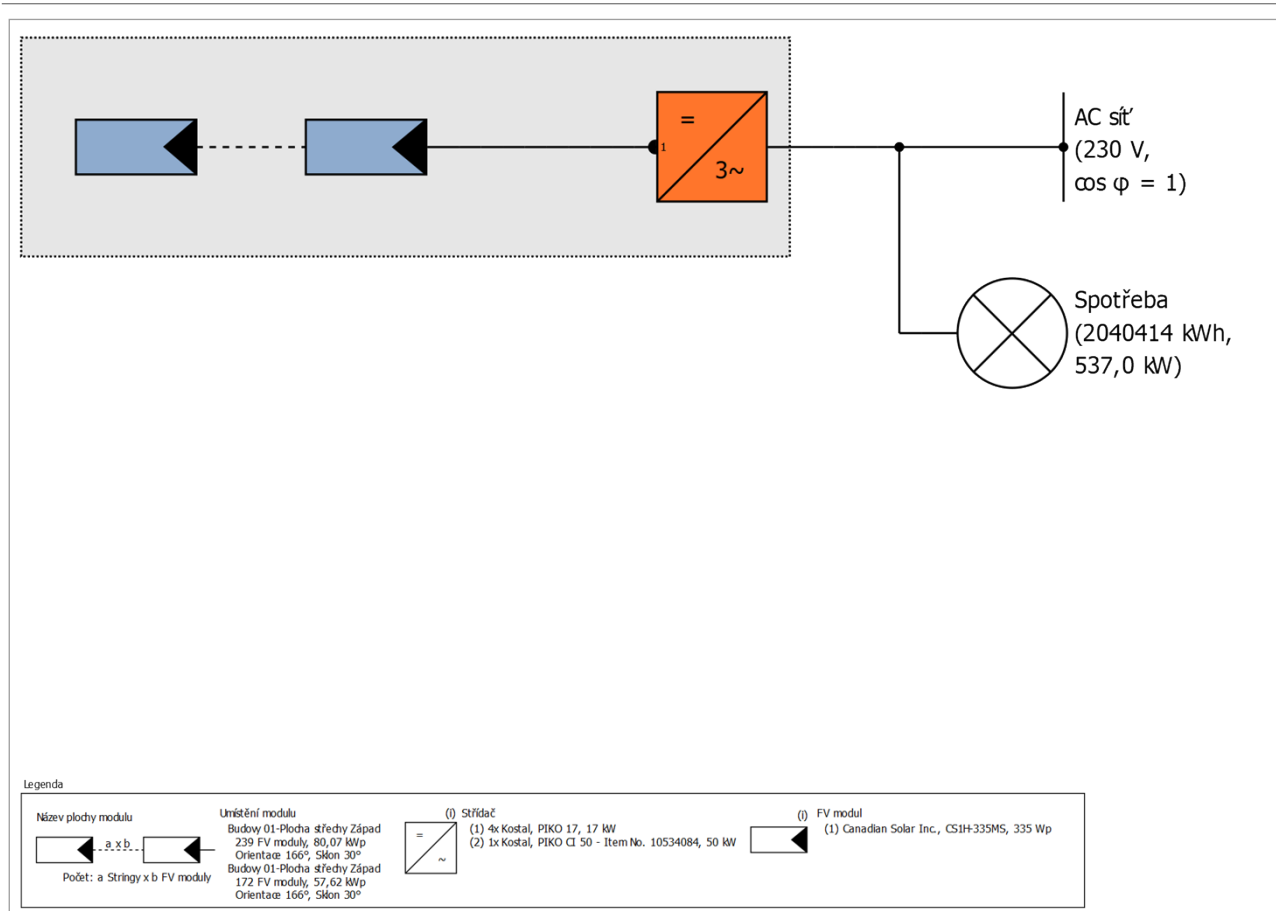 =
1
3~
AC síť
(230 V,
cos φ = 1)
Spotřeba
(2040414 kWh,
537,0 kW)
Legenda
Název plochy modulu
a x b
Počet: a Stringy x b FV moduly
Umístění modulu
Budovy 01-Plocha střechy Západ
239 FV moduly, 80,07 kWp
Orientace 166°, Sklon 30°
Budovy 01-Plocha střechy Západ
172 FV moduly, 57,62 kWp
Orientace 166°, Sklon 30°
(i) Střídač
=
~
(1) 4x Kostal, PIKO 17, 17 kW
(2) 1x Kostal, PIKO CI 50 - Item No. 10534084, 50 kW
(i) FV modul
(1) Canadian Solar Inc., CS1H-335MS, 335 Wp